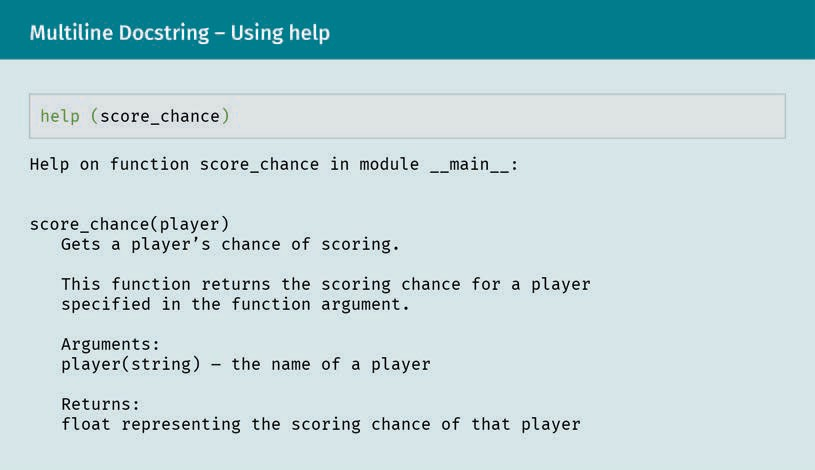 Multiline Docstring – Using help
help (score_chance)
Help on function score_chance in module __main__:
score_chance(player)
Gets a player’s chance of scoring.
This function returns the scoring chance for a player
specified in the function argument.
Arguments:
player(string) – the name of a player
Returns:
float representing the scoring chance of that player